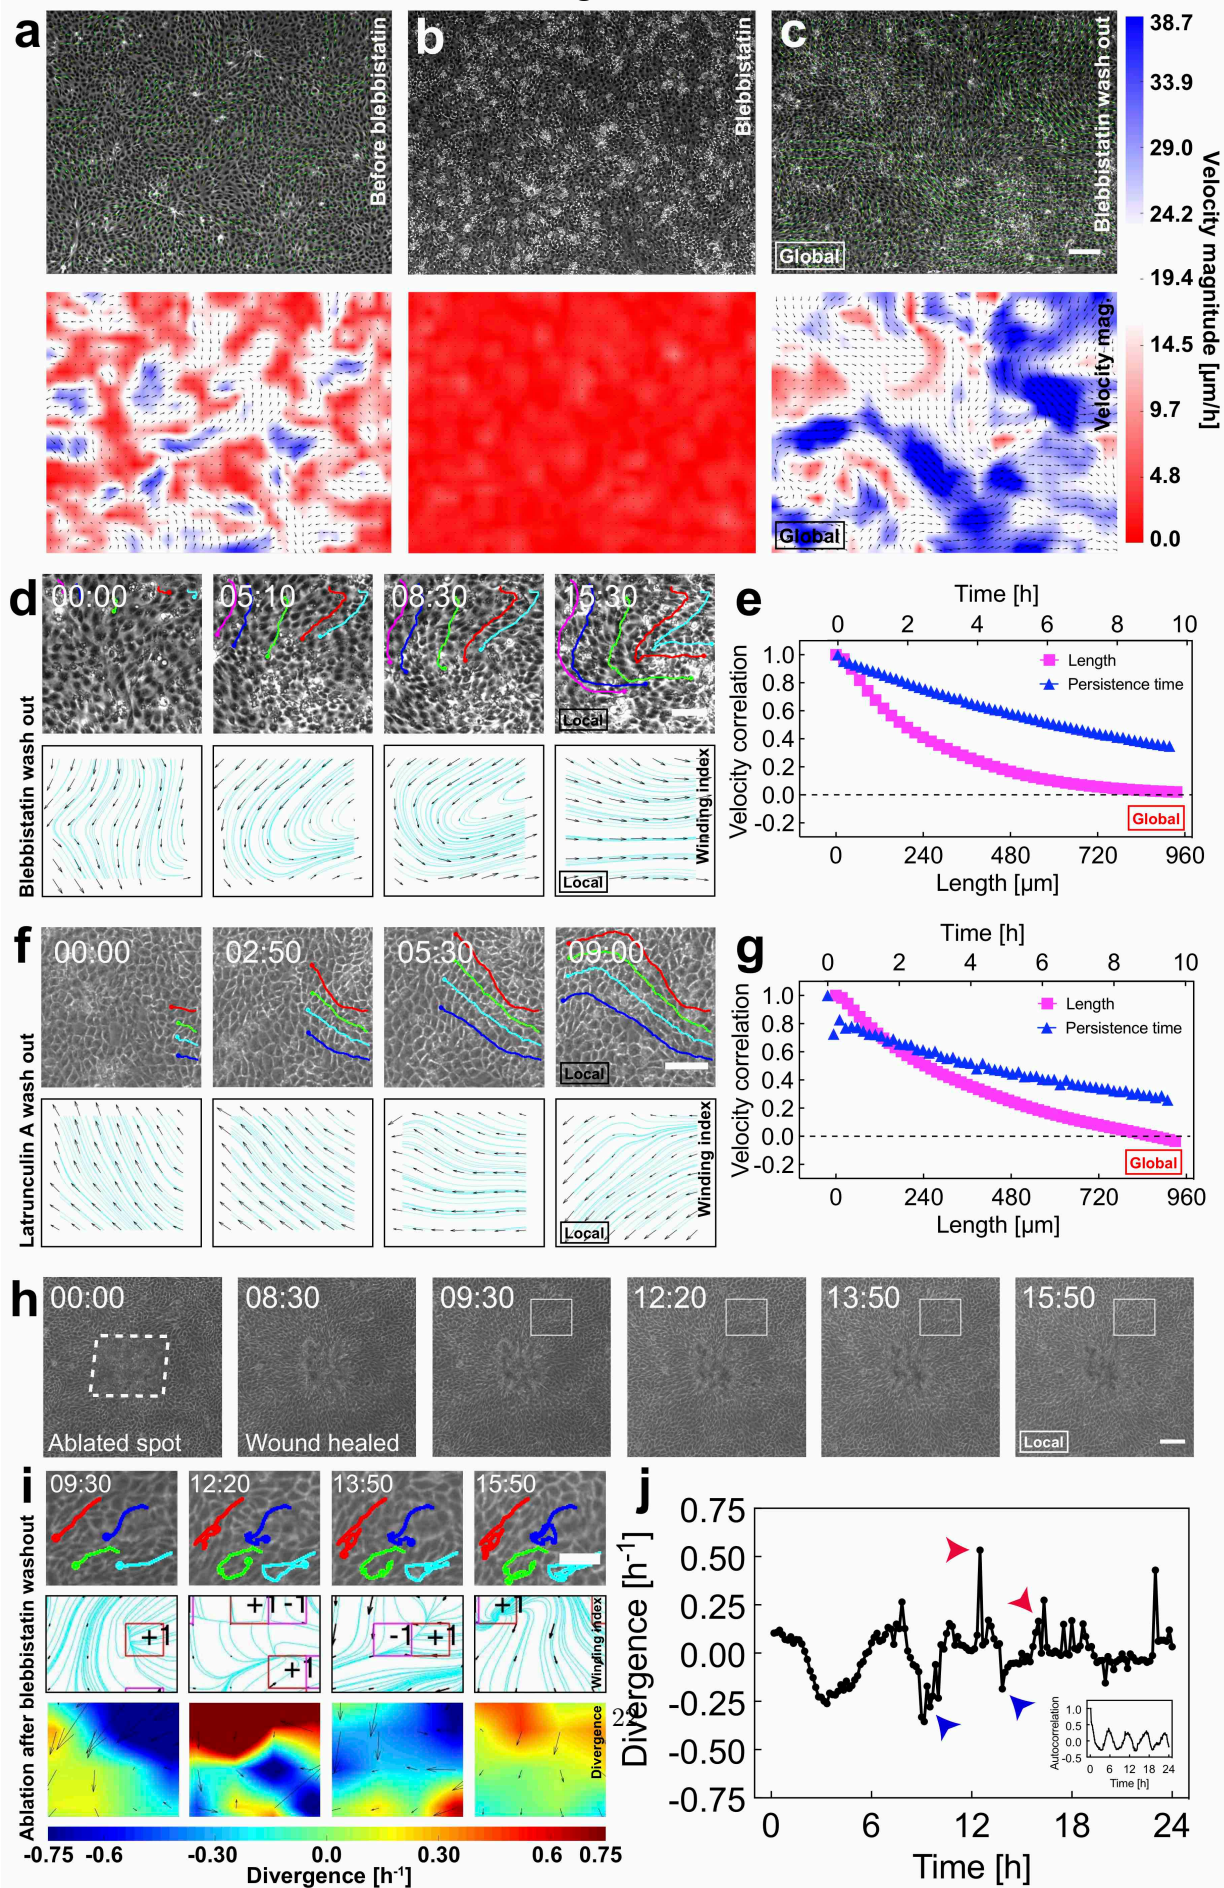 a
Before blebbistatin
b
Blebbistatin
c
Blebbistatin wash out
Global
38.7
33.9
29.0
24.2
19.4
14.5
9.7
4.8
0.0
Velocity magnitude [µm/h]
Velocity mag.
Global
d
Blebbistatin wash out
00:00
05:10
08:30
15:30
Local
Winding index
Local
e
Time [h]
0 2 4 6 8 10
Velocity correlation
1.0
0.8
0.6
0.4
0.2
0.0
-0.2
Length
Persistence time
Global
0 240 480 720 960
Length [µm]
f
Latrunculin A wash out
00:00
02:50
05:30
09:00
Local
Winding index
Local
g
Time [h]
0 2 4 6 8 10
Velocity correlation
1.0
0.8
0.6
0.4
0.2
0.0
-0.2
Length
Persistence time
Global
0 240 480 720 960
Length [µm]
h
00:00
08:30
09:30
12:20
13:50
15:50
Ablated spot
Wound healed
Local
i
Ablation after blebbistatin washout
09:30
12:20
13:50
15:50
+1
+1 -1
+1
-1 +1
+1
Winding index
Divergence
-0.75 -0.6 -0.30 0.0 0.30 0.6 0.75
Divergence [h⁻¹]
22
j
Divergence [h⁻¹]
0.75
0.50
0.25
0.00
-0.25
-0.50
-0.75
0 6 12 18 24
Time [h]
Autocorrelation
1.0
0.5
0.0
-0.5
0 6 12 18 24
Time [h]